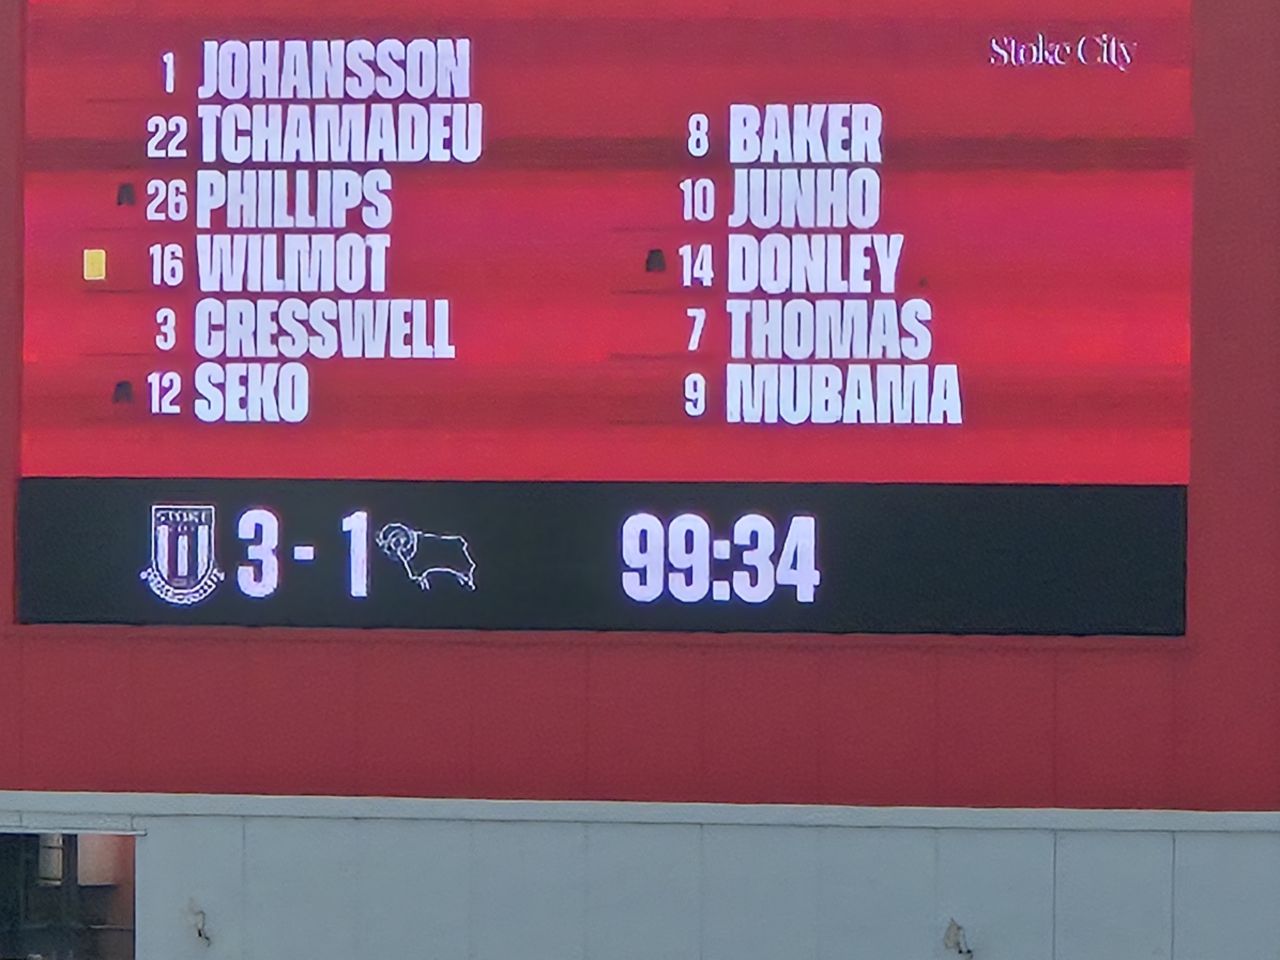 Stoke City
1 JOHANSSON
22 TCHAMADEU
26 PHILLIPS
16 WILMOT
3 CRESSWELL
12 SEKO
8 BAKER
10 JUNHO
14 DONLEY
7 THOMAS
9 MUBAMA
STOKE
3 - 1
99:34